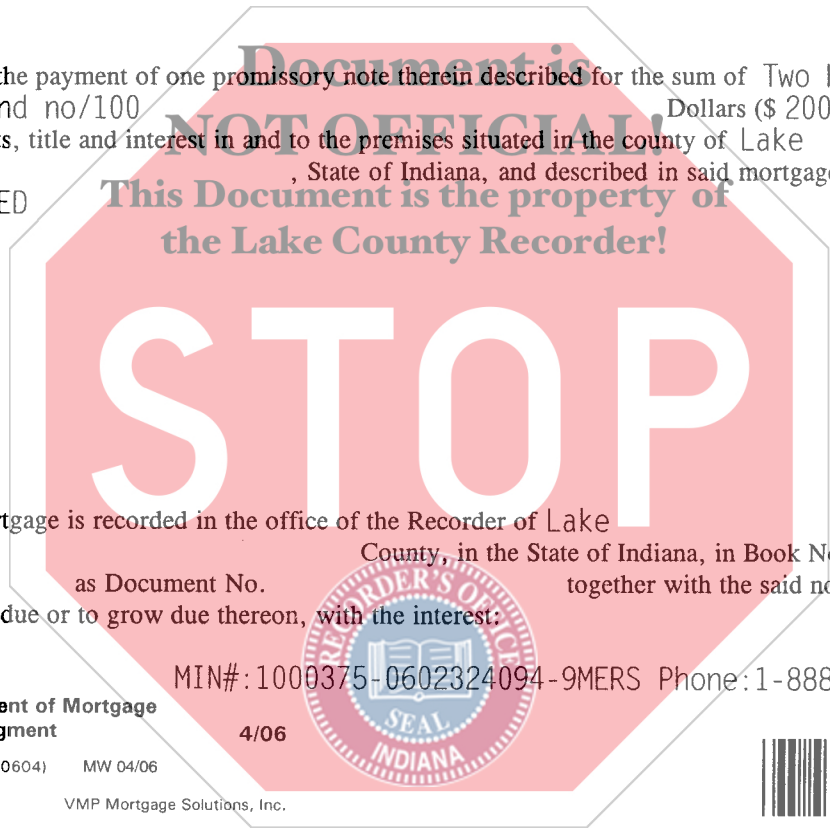 Document is
the payment of one promissory note therein described for the sum of Two
nd no/100 Dollars ($ 200
NOT OFFICIAL!
s, title and interest in and to the premises situated in the county of Lake
, State of Indiana, and described in said mortgage
This Document is the property of
ED
the Lake County Recorder!
STOP
tgage is recorded in the office of the Recorder of Lake
County, in the State of Indiana, in Book No
as Document No. together with the said no
due or to grow due thereon, with the interest:
RECORDER'S OFFICE
MIN#:1000375-0602324094-9MERS Phone:1-888
SEAL
INDIANA
ent of Mortgage
gment 4/06
0604) MW 04/06
VMP Mortgage Solutions, Inc.